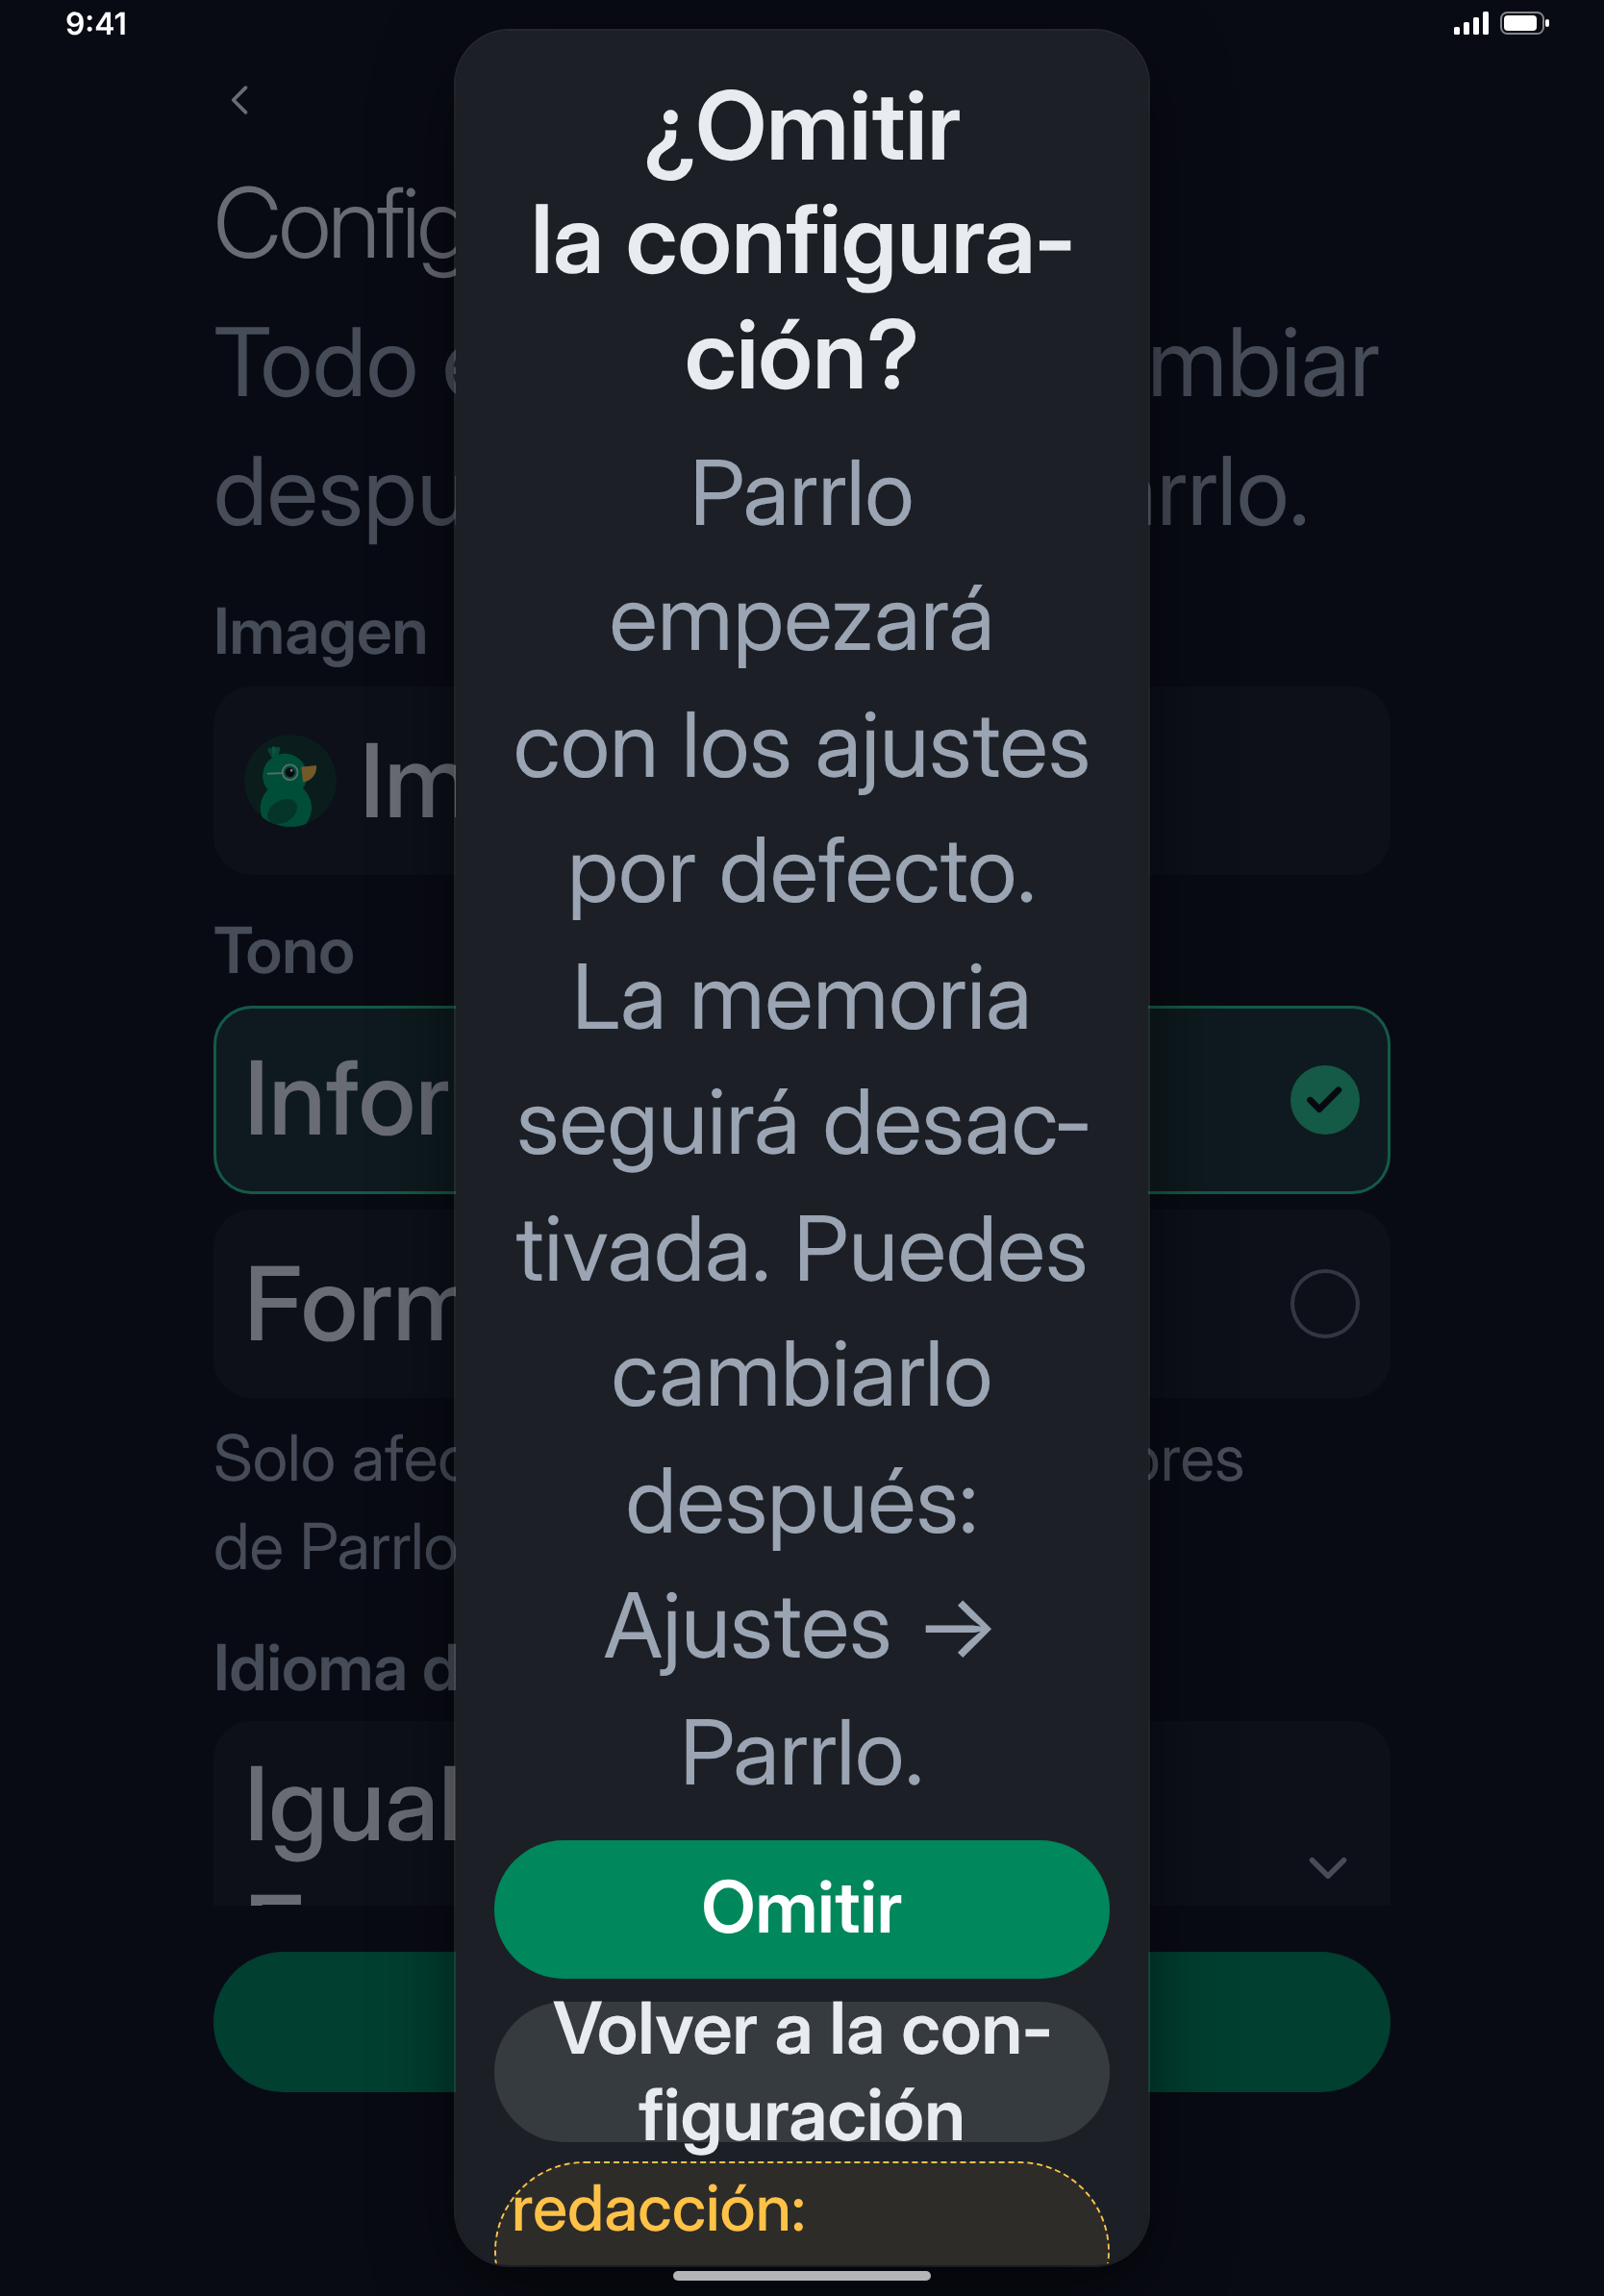 9:41
¿Omitir
la configura-
ción?
Config
Todo
mbiar
despu
rrlo.
Parrlo
empezará
con los ajustes
por defecto.
La memoria
seguirá desac-
tivada. Puedes
cambiarlo
después:
Ajustes →
Parrlo.
Imagen
Im
Tono
Infor
Form
Solo afec
ores
de Parrlo
Idioma d
Igual
Omitir
Volver a la con-
figuración
redacción: